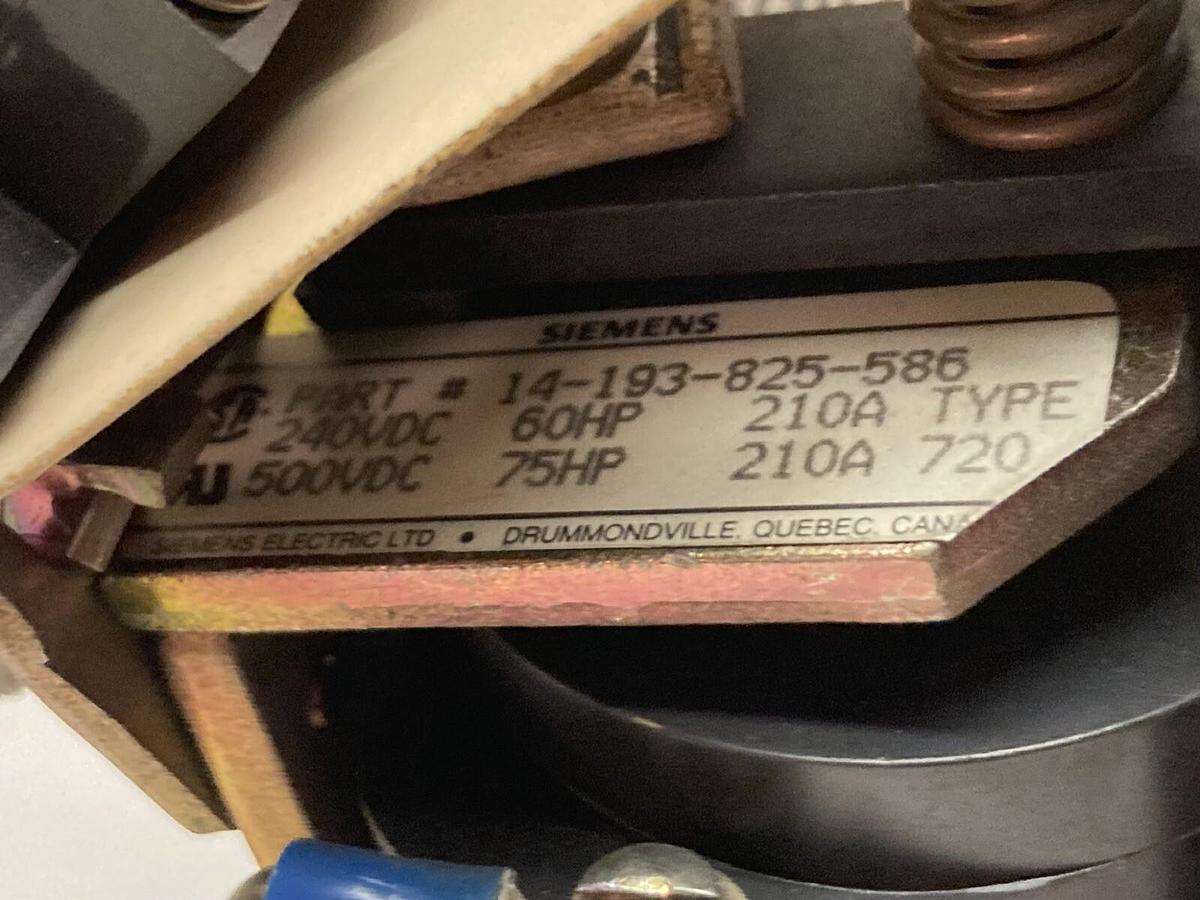 SIEMENS
PART # 14-193-825-586
240VDC 60HP 210A TYPE
500VDC 75HP 210A 720
SIEMENS ELECTRIC LTD • DRUMMONDVILLE, QUEBEC, CANA